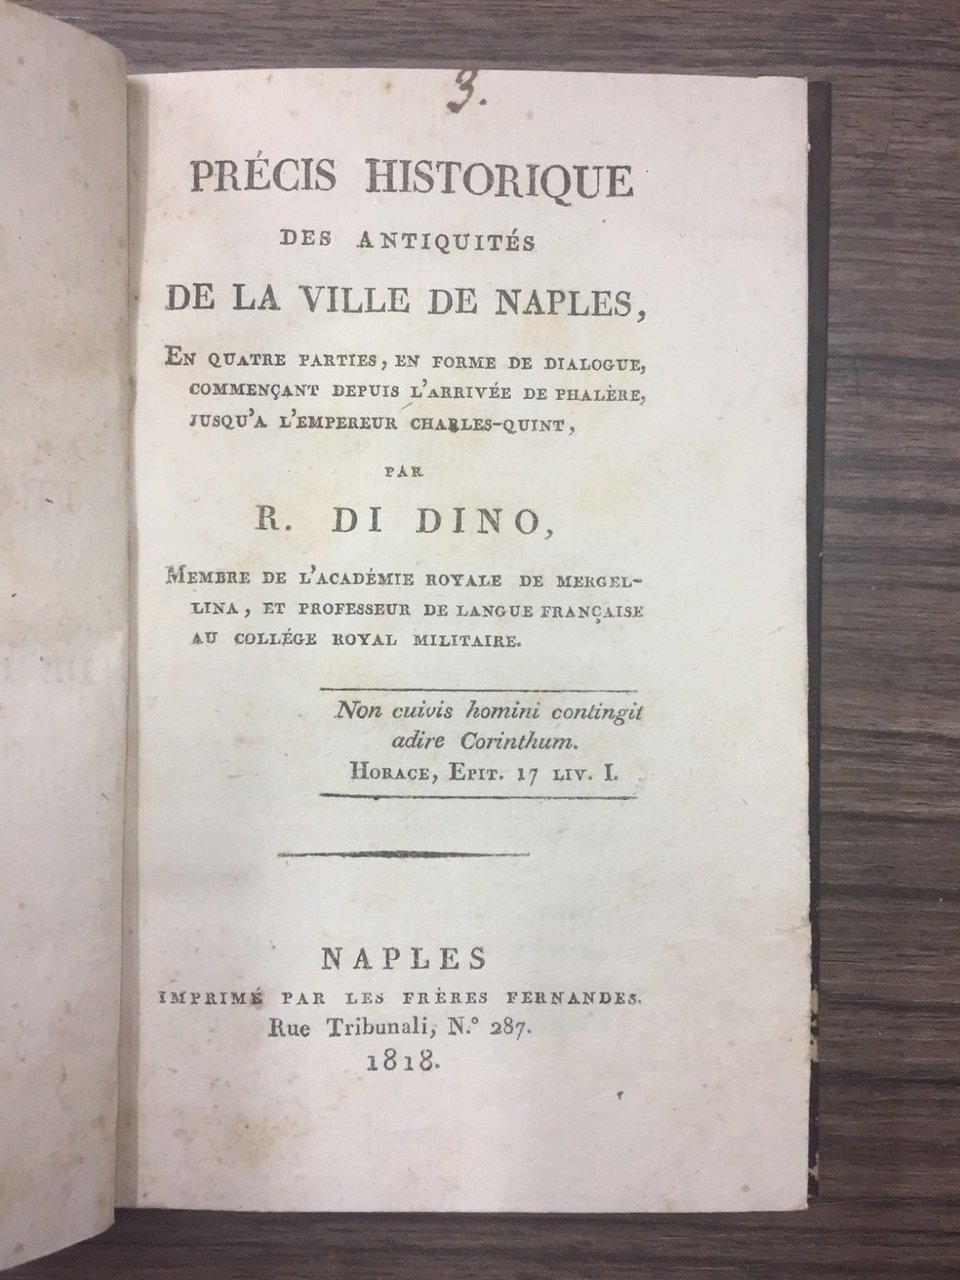 3.
PRÉCIS HISTORIQUE
DES ANTIQUITÉS
DE LA VILLE DE NAPLES,
EN QUATRE PARTIES, EN FORME DE DIALOGUE,
COMMENÇANT DEPUIS L'ARRIVÉE DE PHALÈRE,
JUSQU'A L'EMPEREUR CHARLES-QUINT,
PAR
R. DI DINO,
MEMBRE DE L'ACADÉMIE ROYALE DE MERGEL-
LINA, ET PROFESSEUR DE LANGUE FRANÇAISE
AU COLLÉGE ROYAL MILITAIRE.
Non cuivis homini contingit
adire Corinthum.
HORACE, EPIT. 17 LIV. I.
NAPLES
IMPRIMÉ PAR LES FRÈRES FERNANDES.
Rue Tribunali, N.° 287.
1818.